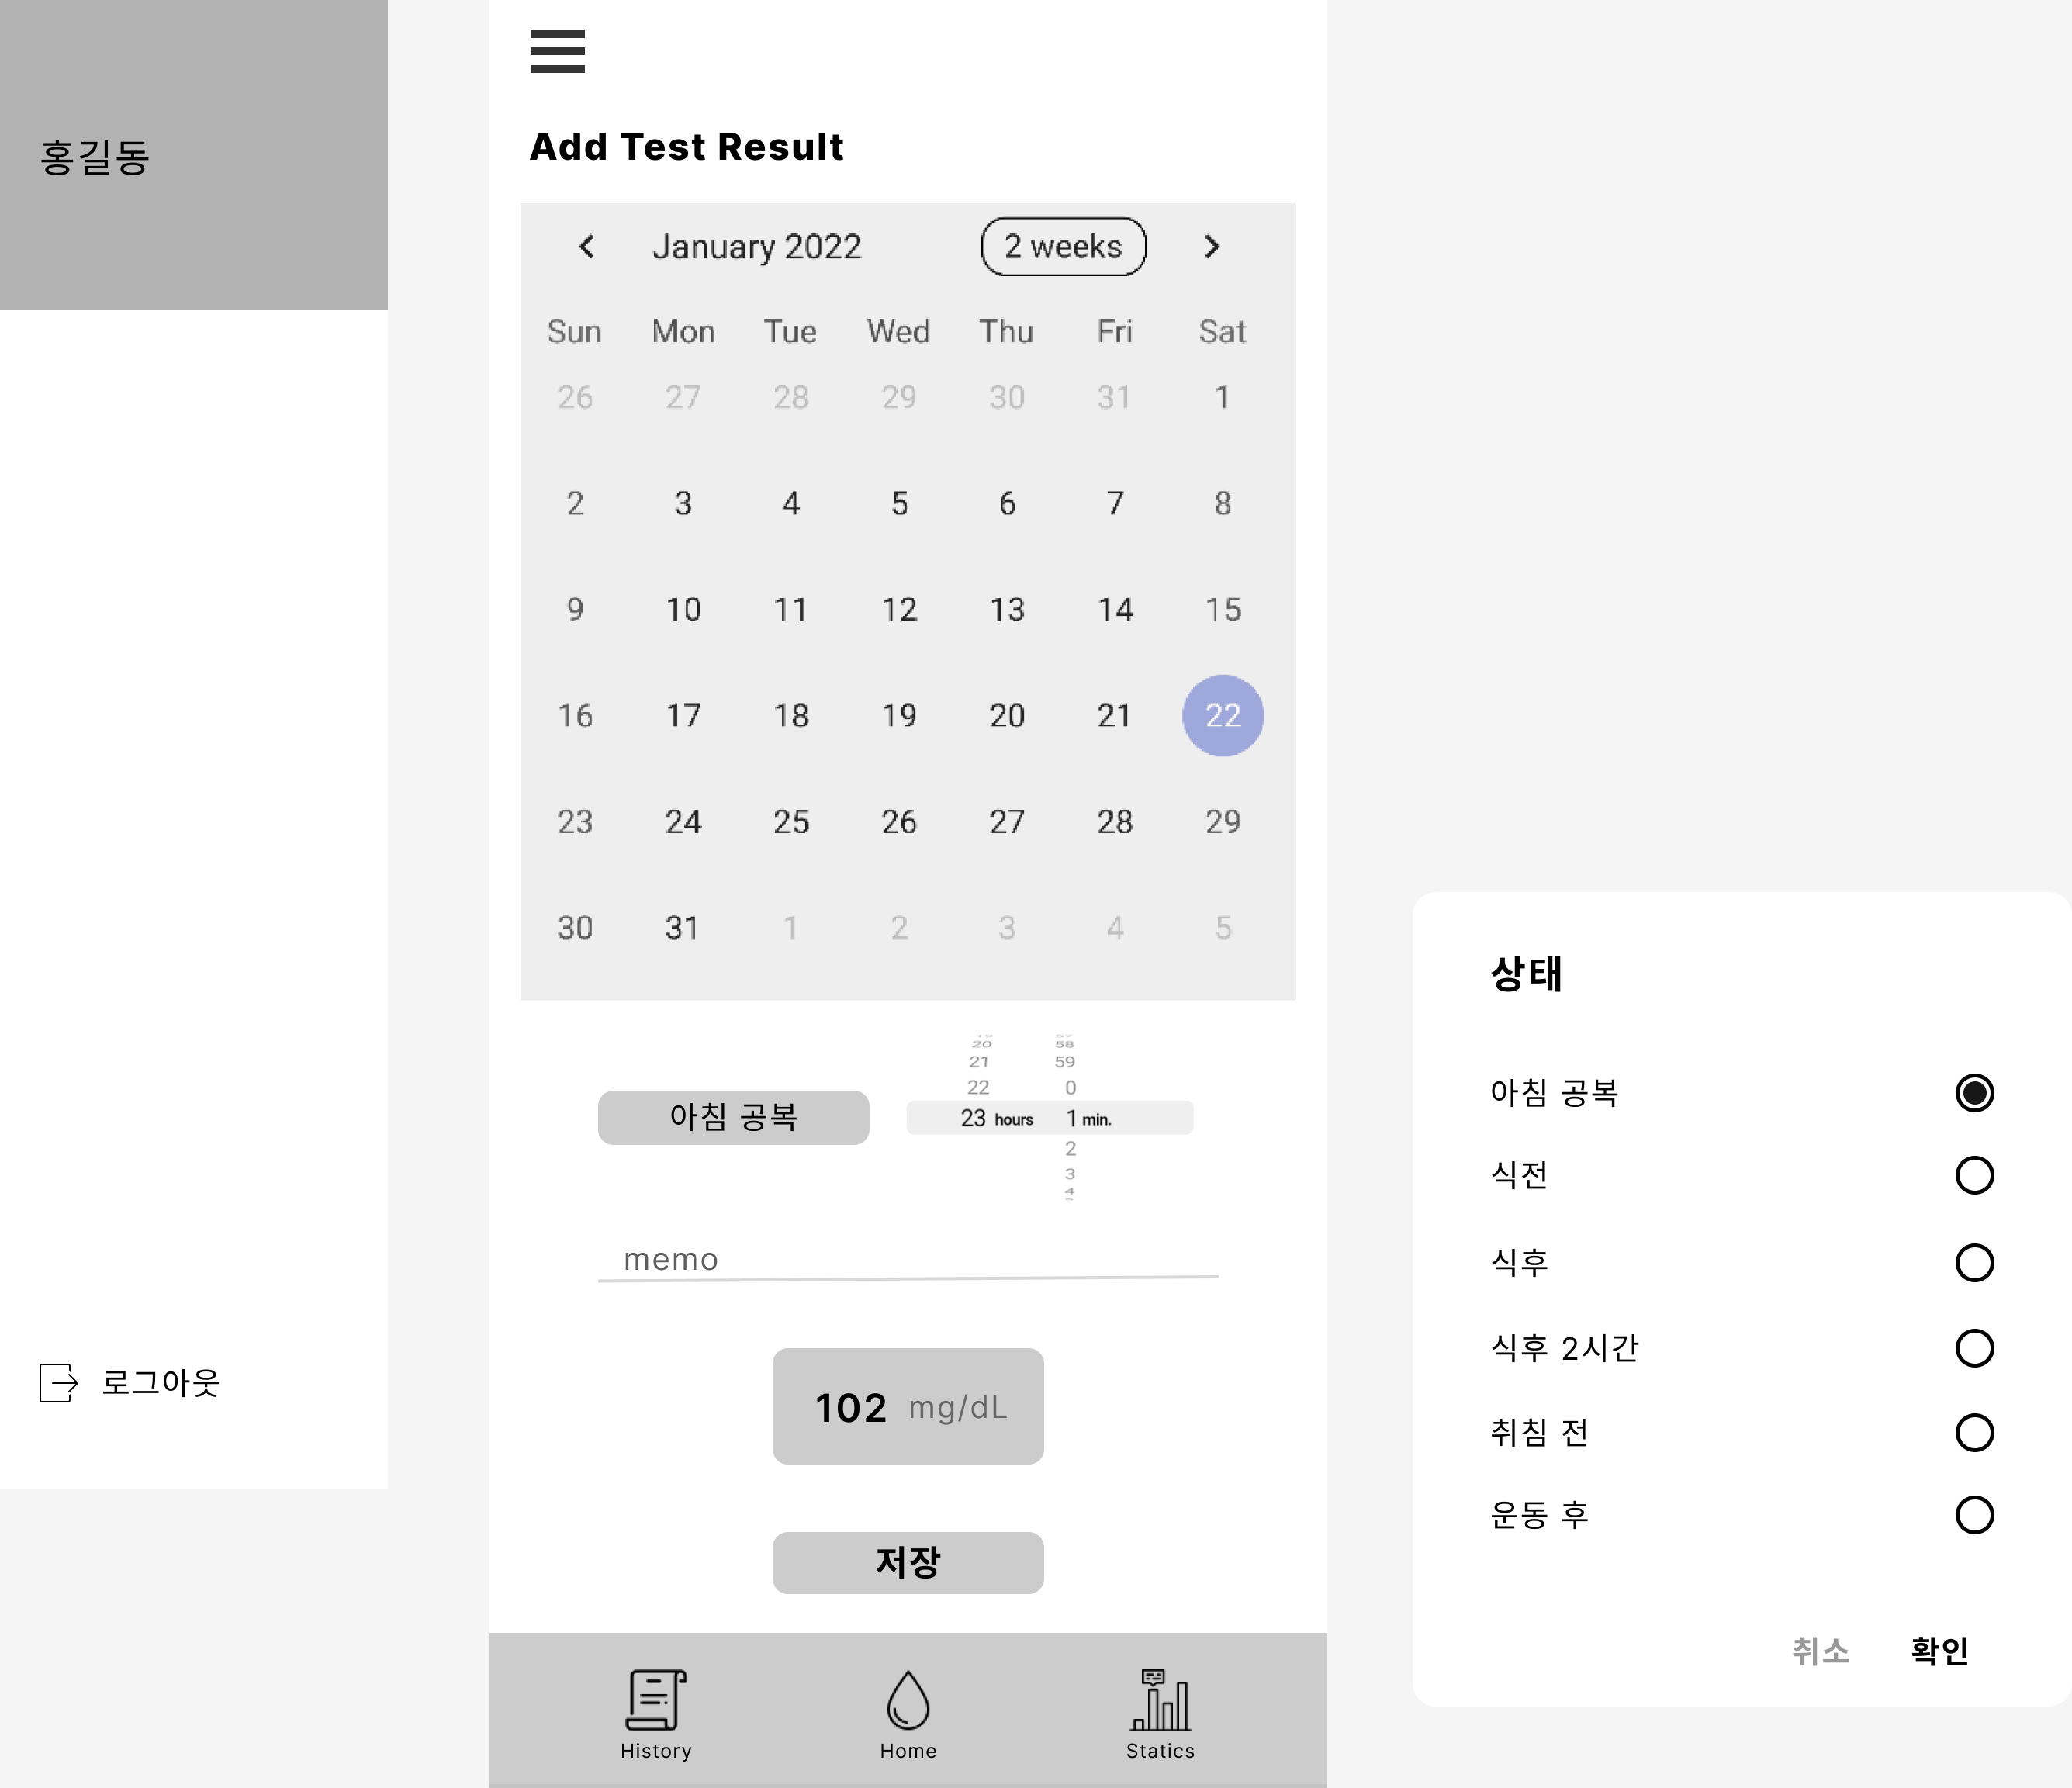 홍길동
로그아웃
Add Test Result
January 2022 2 weeks
Sun Mon Tue Wed Thu Fri Sat
26 27 28 29 30 31 1
2 3 4 5 6 7 8
9 10 11 12 13 14 15
16 17 18 19 20 21 22
23 24 25 26 27 28 29
30 31 1 2 3 4 5
아침 공복
20 58
21 59
22 0
23 hours 1 min.
2
3
4
memo
102 mg/dL
저장
History Home Statics
상태
아침 공복
식전
식후
식후 2시간
취침 전
운동 후
취소 확인